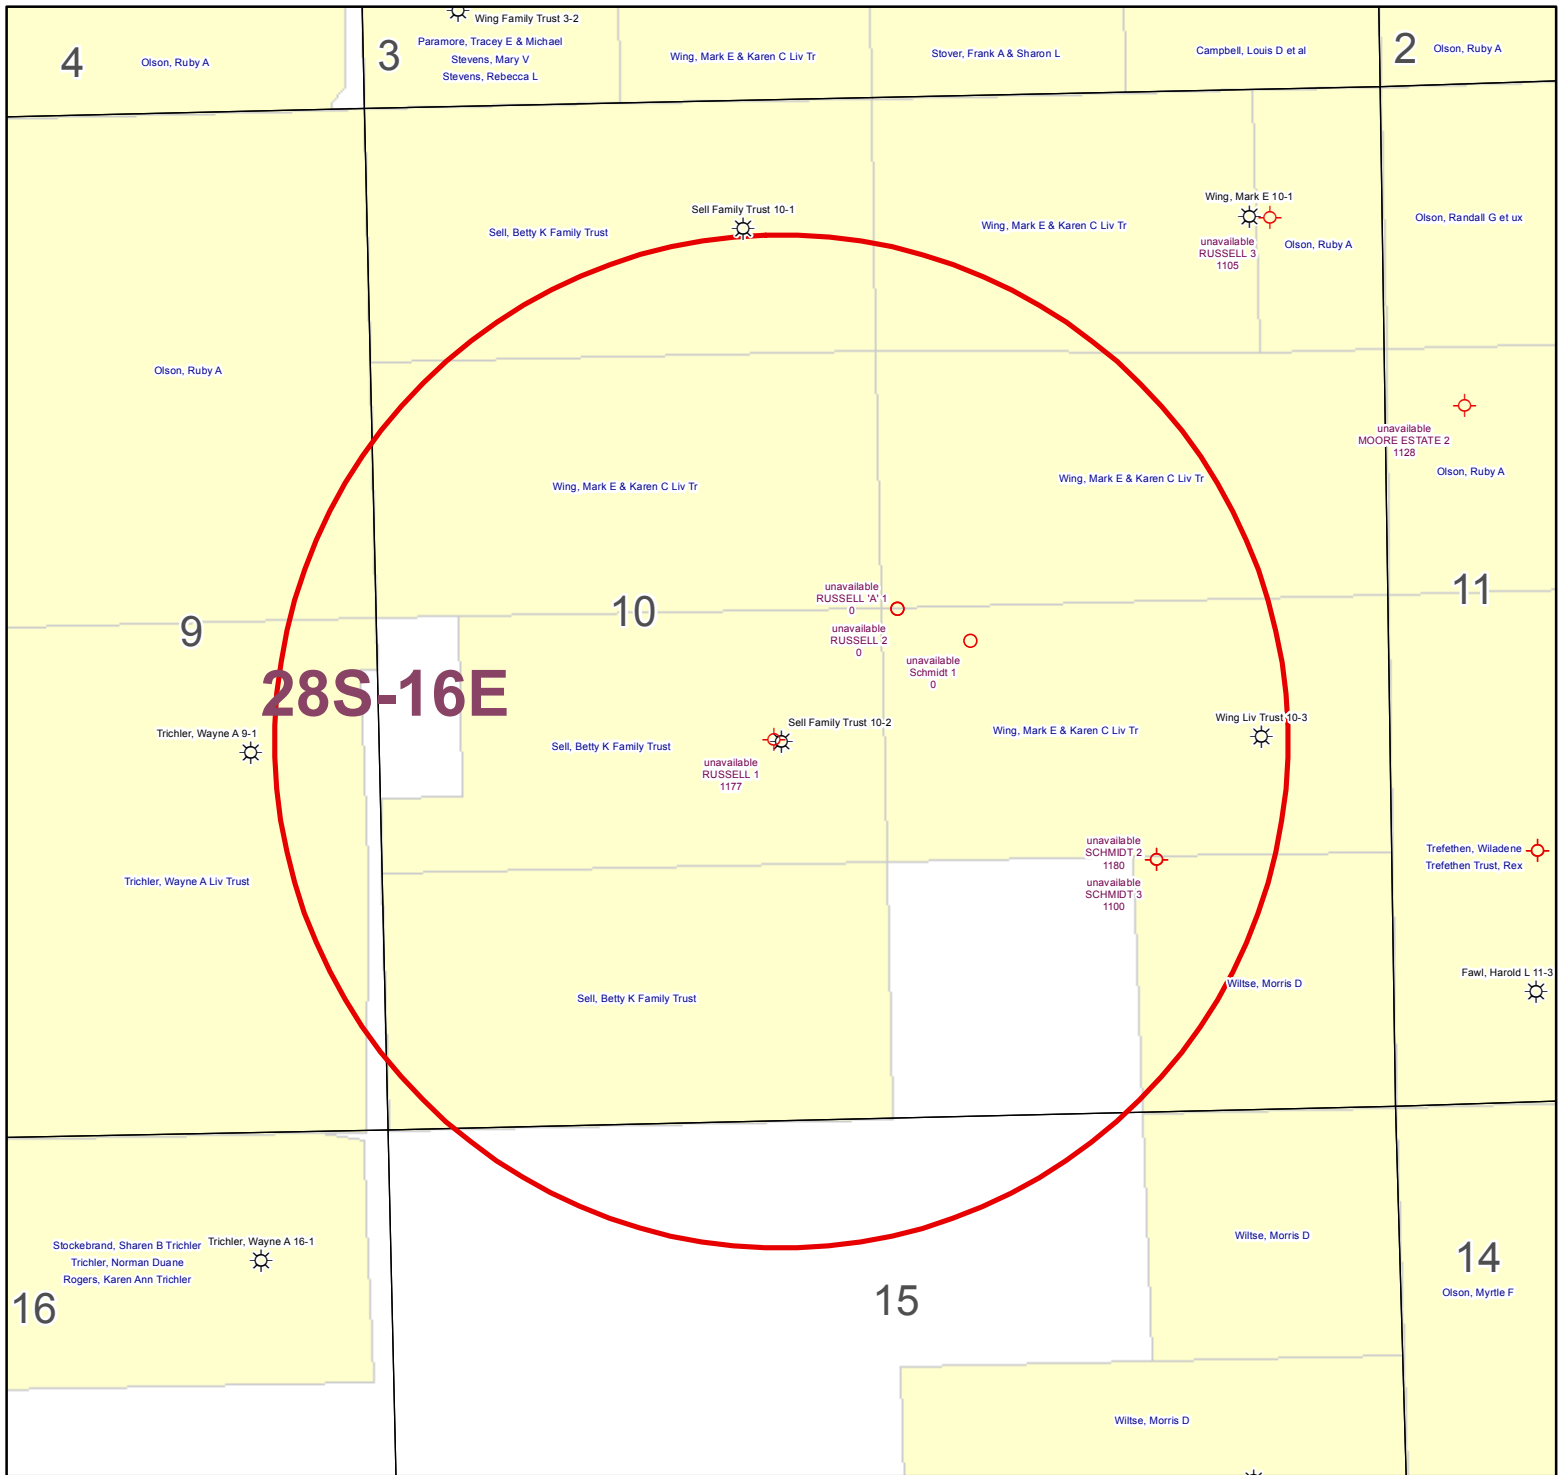 Wing Family Trust 3-2
4
Olson, Ruby A
3
Paramore, Tracey E & Michael
Stevens, Mary V
Stevens, Rebecca L
Wing, Mark E & Karen C Liv Tr
Stover, Frank A & Sharon L
Campbell, Louis D et al
2
Olson, Ruby A
Sell Family Trust 10-1
Sell, Betty K Family Trust
Wing, Mark E & Karen C Liv Tr
Wing, Mark E 10-1
unavailable
RUSSELL 3
1105
Olson, Ruby A
Olson, Randall G et ux
Olson, Ruby A
unavailable
MOORE ESTATE 2
1128
Olson, Ruby A
Wing, Mark E & Karen C Liv Tr
Wing, Mark E & Karen C Liv Tr
9
10
11
unavailable
RUSSELL 'A' 1
0
unavailable
RUSSELL 2
0
unavailable
Schmidt 1
0
28S-16E
Trichler, Wayne A 9-1
Sell, Betty K Family Trust
Sell Family Trust 10-2
unavailable
RUSSELL 1
1177
Wing, Mark E & Karen C Liv Tr
Wing Liv Trust 10-3
unavailable
SCHMIDT 2
1180
unavailable
SCHMIDT 3
1100
Trefethen, Wiladene
Trefethen Trust, Rex
Trichler, Wayne A Liv Trust
Fawl, Harold L 11-3
Sell, Betty K Family Trust
Wiltse, Morris D
Stockebrand, Sharen B Trichler
Trichler, Norman Duane
Rogers, Karen Ann Trichler
Trichler, Wayne A 16-1
Wiltse, Morris D
16
15
14
Olson, Myrtle F
Wiltse, Morris D